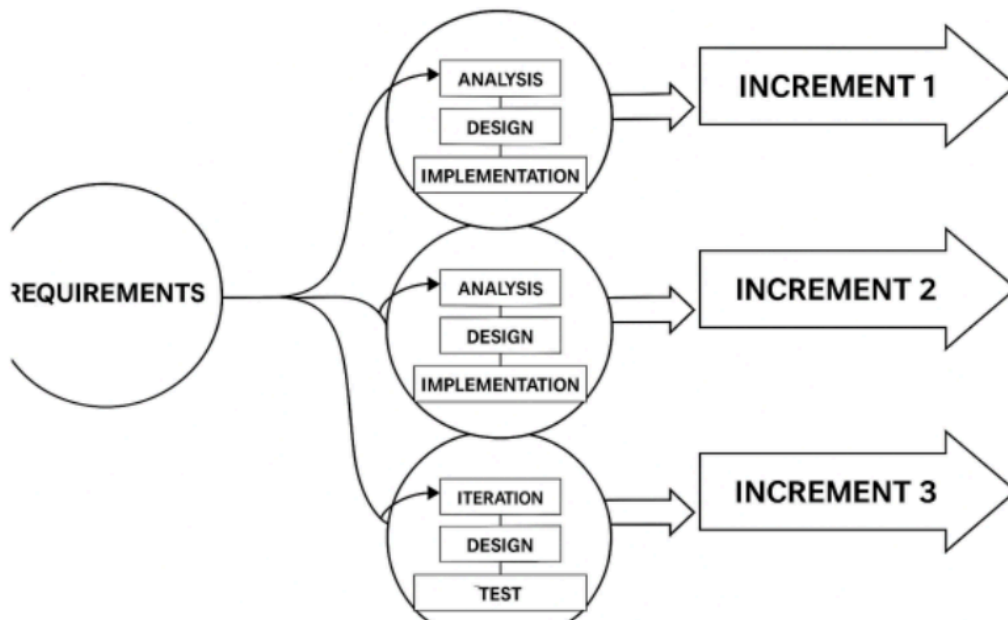 ANALYSIS
DESIGN
IMPLEMENTATION
INCREMENT 1
REQUIREMENTS
ANALYSIS
DESIGN
IMPLEMENTATION
INCREMENT 2
ITERATION
DESIGN
TEST
INCREMENT 3